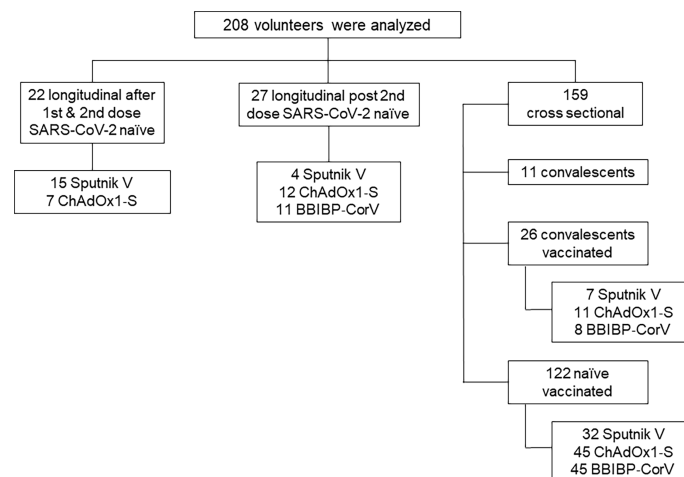 208 volunteers were analyzed
22 longitudinal after
1st & 2nd dose
SARS-CoV-2 naïve
15 Sputnik V
7 ChAdOx1-S
27 longitudinal post 2nd
dose SARS-CoV-2 naïve
4 Sputnik V
12 ChAdOx1-S
11 BBIBP-CorV
159
cross sectional
11 convalescents
26 convalescents
vaccinated
7 Sputnik V
11 ChAdOx1-S
8 BBIBP-CorV
122 naïve
vaccinated
32 Sputnik V
45 ChAdOx1-S
45 BBIBP-CorV